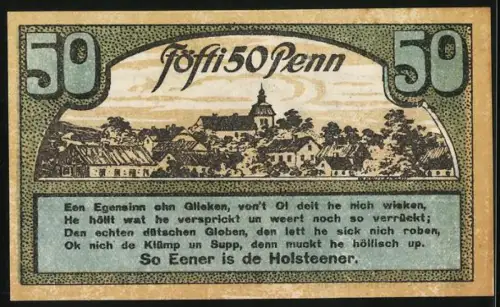 50 Föfti 50 Penn 50
Een Egensinn ohn Glieken, von't Ol deit he nich wieken,
He höllt wat he versprickt un weert noch so verrückt;
Den echten dütschen Globen, den lett he sick nich roben,
Ok nich de Klümp un Supp, denn muckt he höllisch up.
So Eener is de Holsteener.